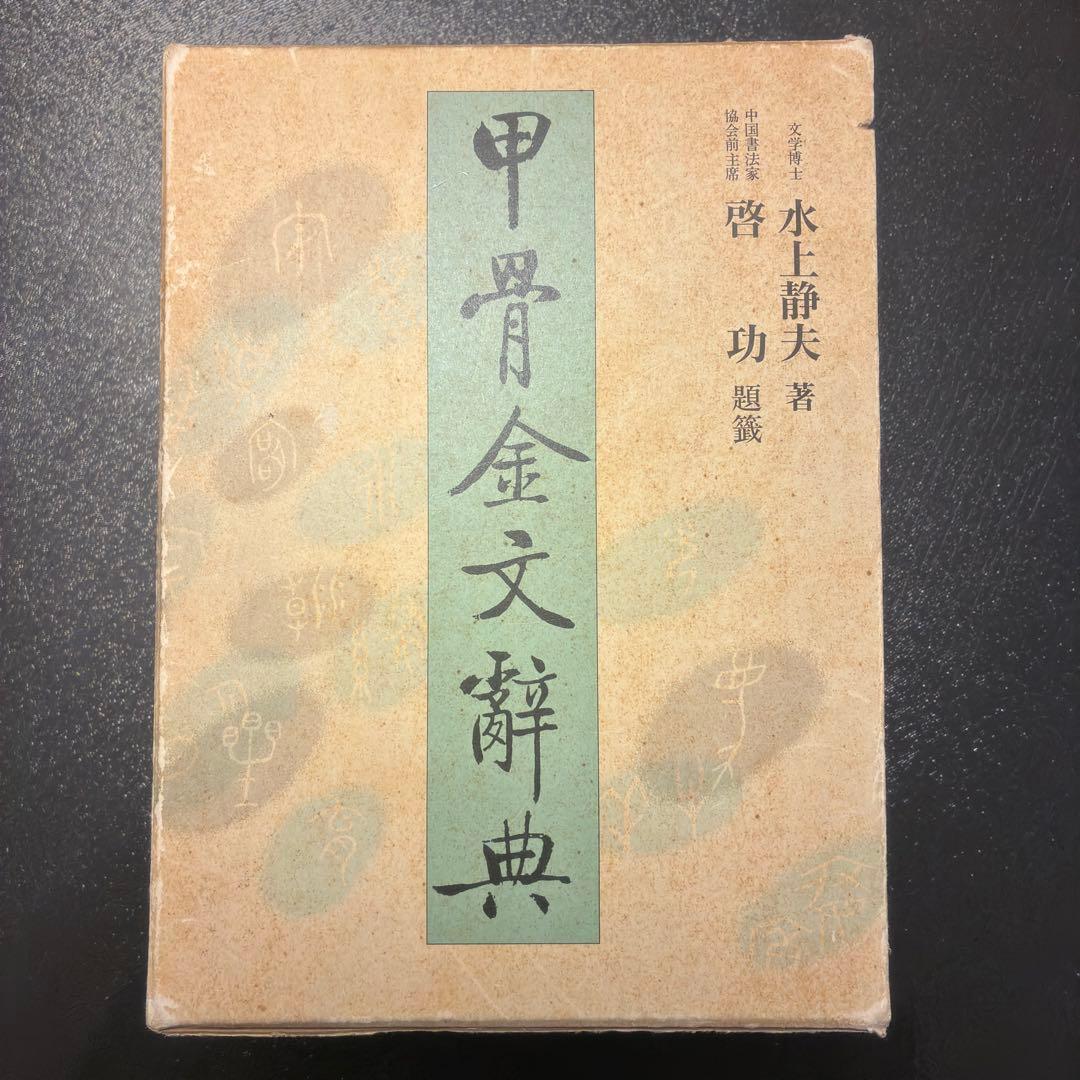 文学博士 水上静夫 著
中国書法家
協会前主席 啓功 題籤
甲骨金文辭典